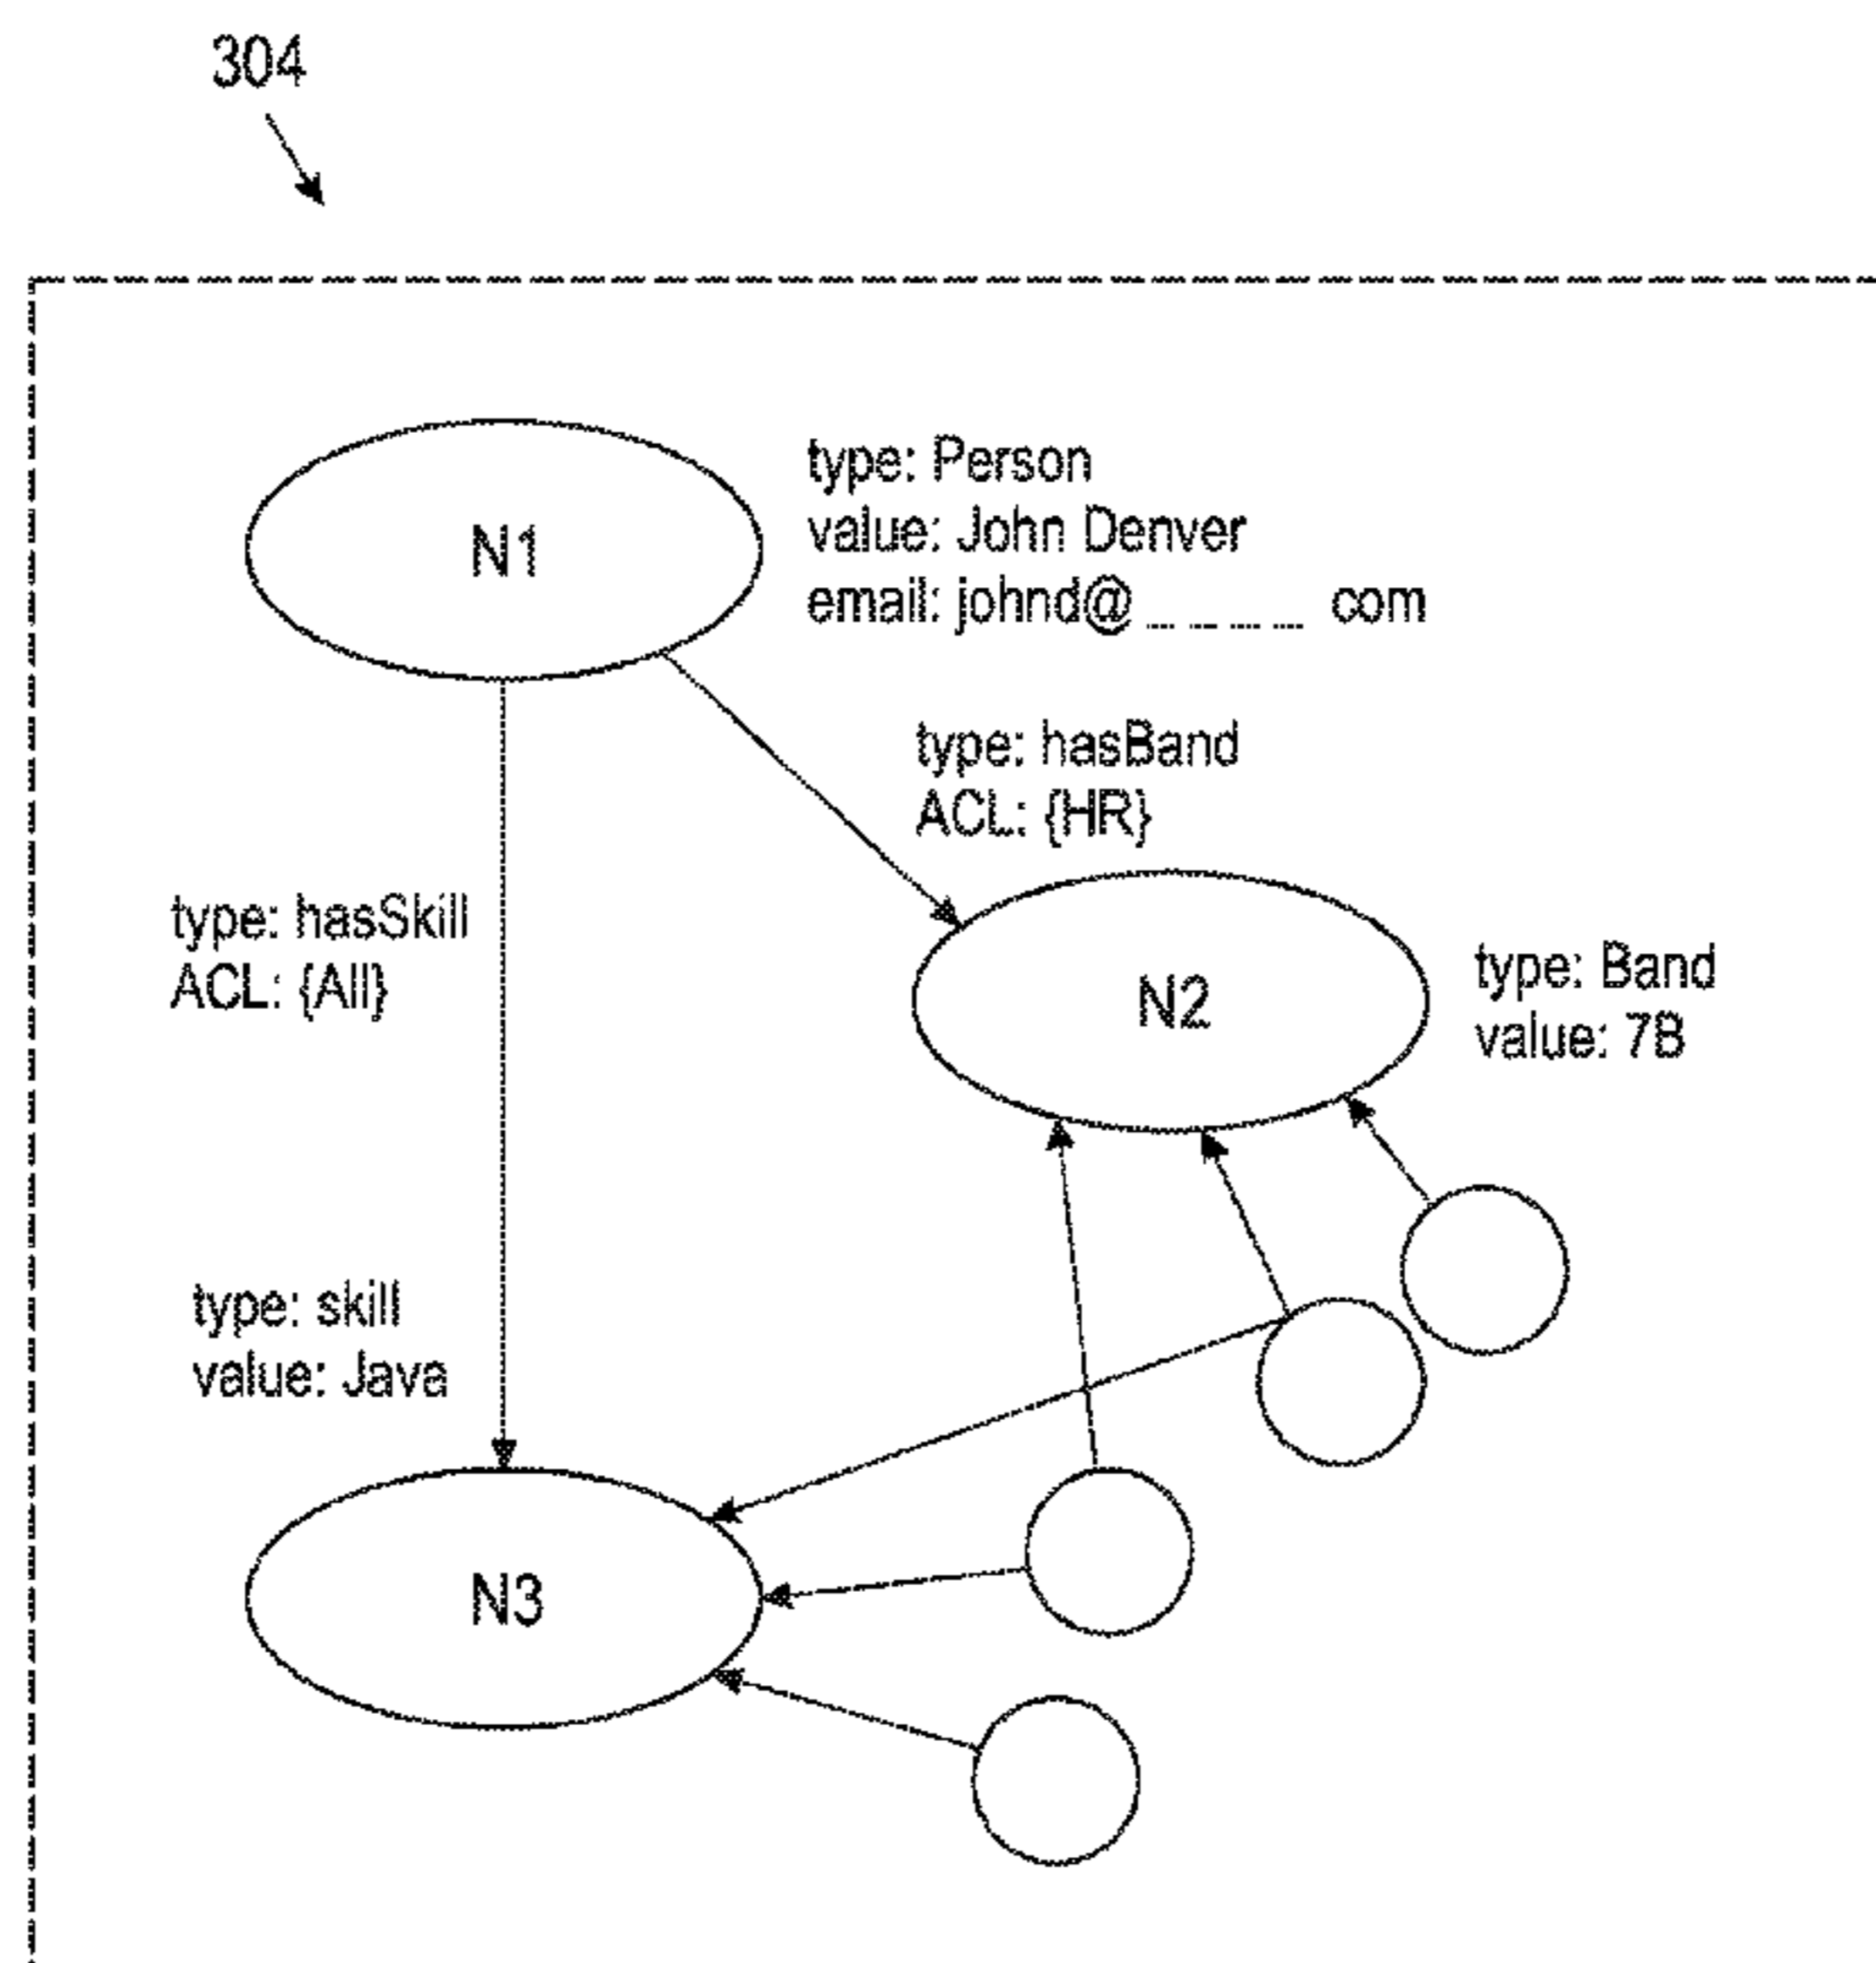 304
N1
type: Person
value: John Denver
email: johnd@ _ _ _ _ com
type: hasBand
ACL: {HR}
type: hasSkill
ACL: {All}
N2
type: Band
value: 7B
type: skill
value: Java
N3